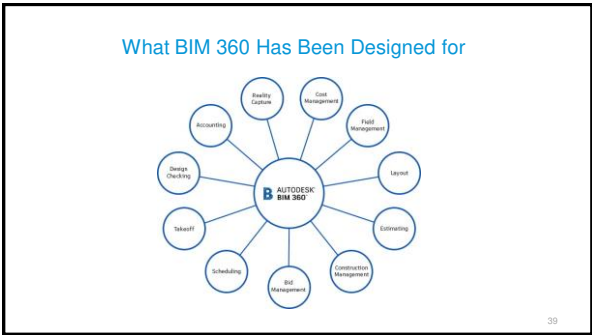 What BIM 360 Has Been Designed for
Reality
Capture
Cost
Management
Accounting
Field
Management
Design
Checking
Layout
AUTODESK
BIM 360
Takeoff
Estimating
Scheduling
Construction
Management
Bid
Management
39